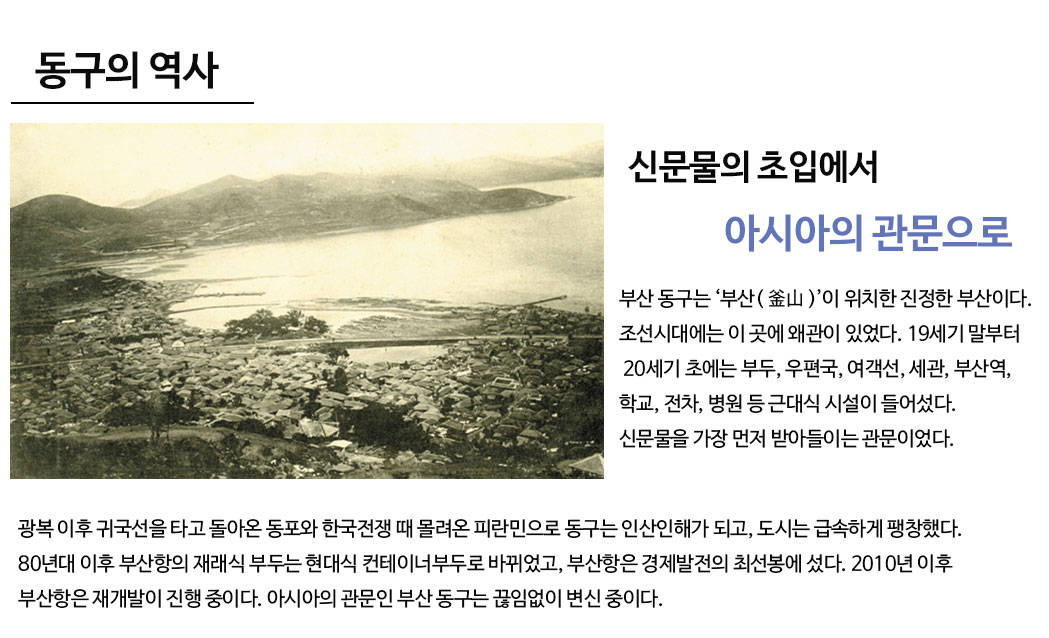 동구의 역사
신문물의 초입에서
아시아의 관문으로
부산 동구는 ‘부산( 釜山 )’이 위치한 진정한 부산이다.
조선시대에는 이 곳에 왜관이 있었다. 19세기 말부터
20세기 초에는 부두, 우편국, 여객선, 세관, 부산역,
학교, 전차, 병원 등 근대식 시설이 들어섰다.
신문물을 가장 먼저 받아들이는 관문이었다.
광복 이후 귀국선을 타고 돌아온 동포와 한국전쟁 때 몰려온 피란민으로 동구는 인산인해가 되고, 도시는 급속하게 팽창했다.
80년대 이후 부산항의 재래식 부두는 현대식 컨테이너부두로 바뀌었고, 부산항은 경제발전의 최선봉에 섰다. 2010년 이후
부산항은 재개발이 진행 중이다. 아시아의 관문인 부산 동구는 끊임없이 변신 중이다.